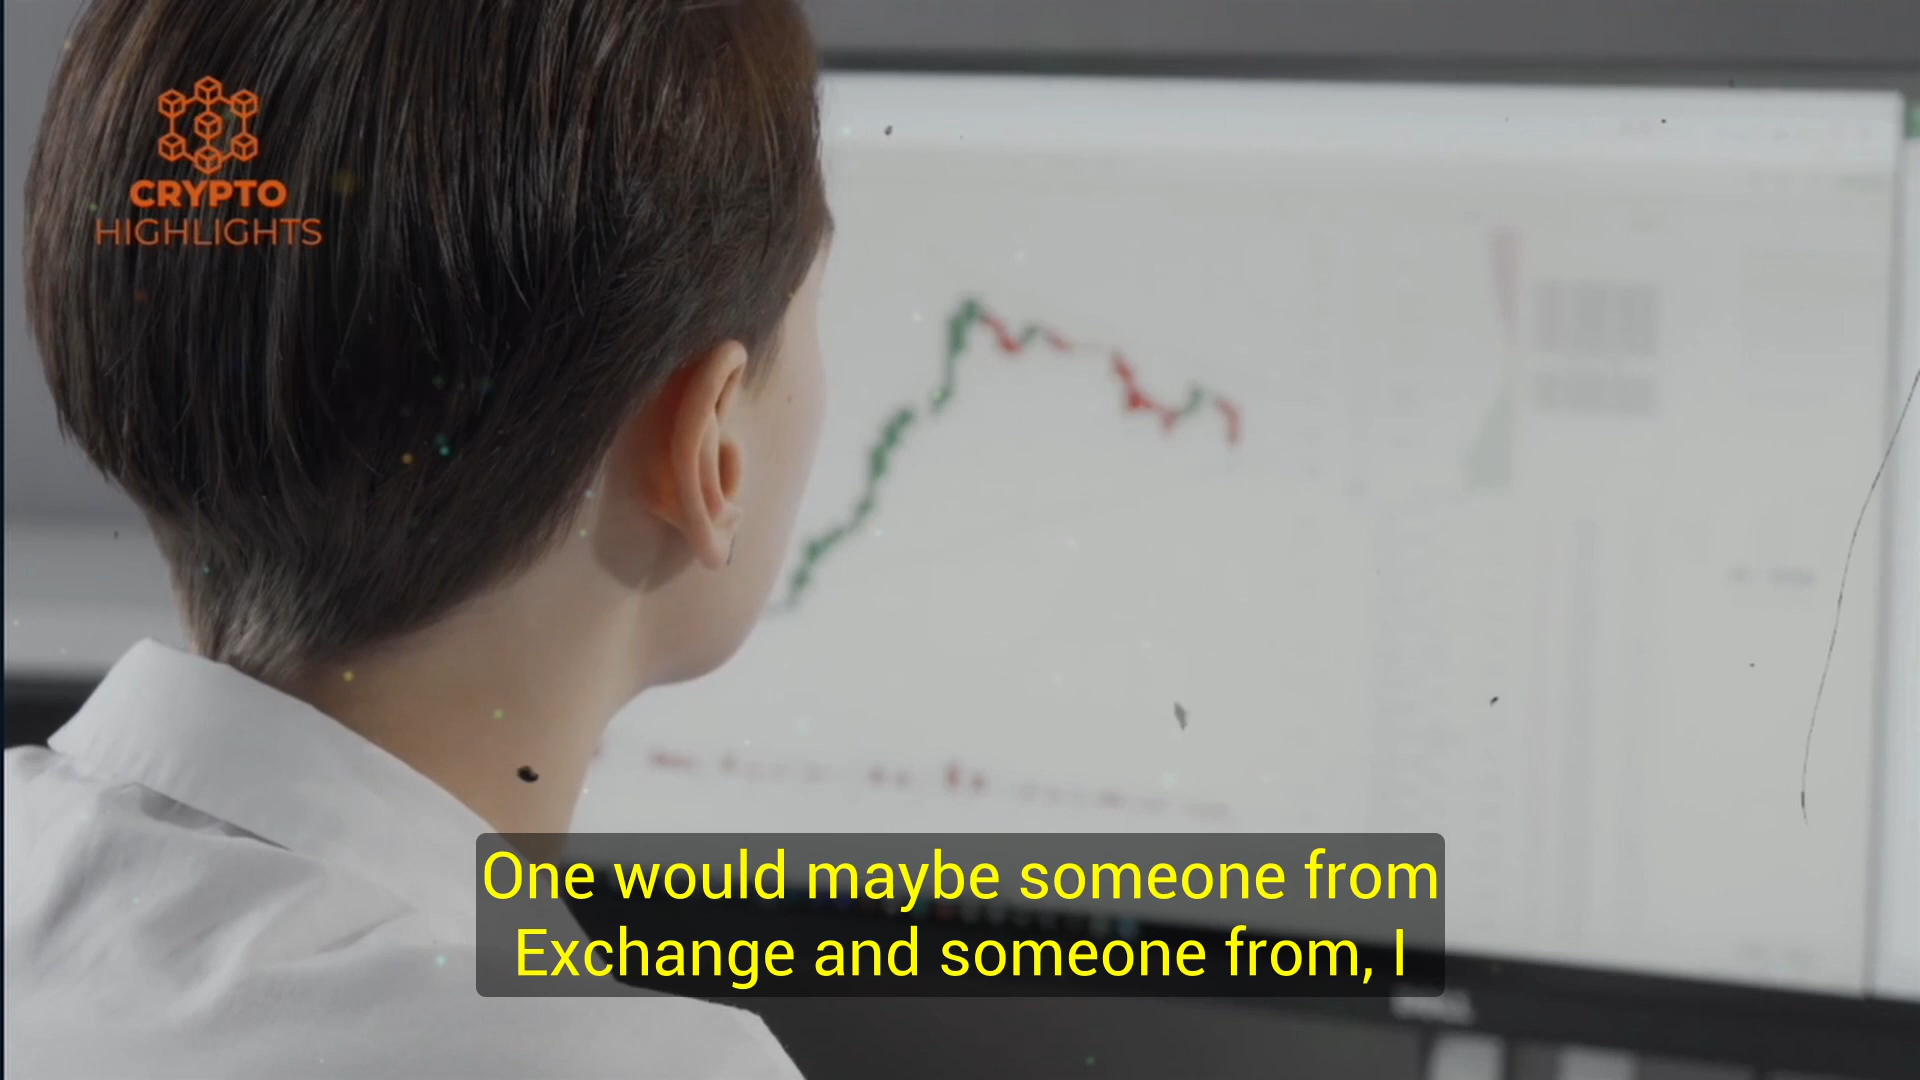 CRYPTO
HIGHLIGHTS
One would maybe someone from
Exchange and someone from, I